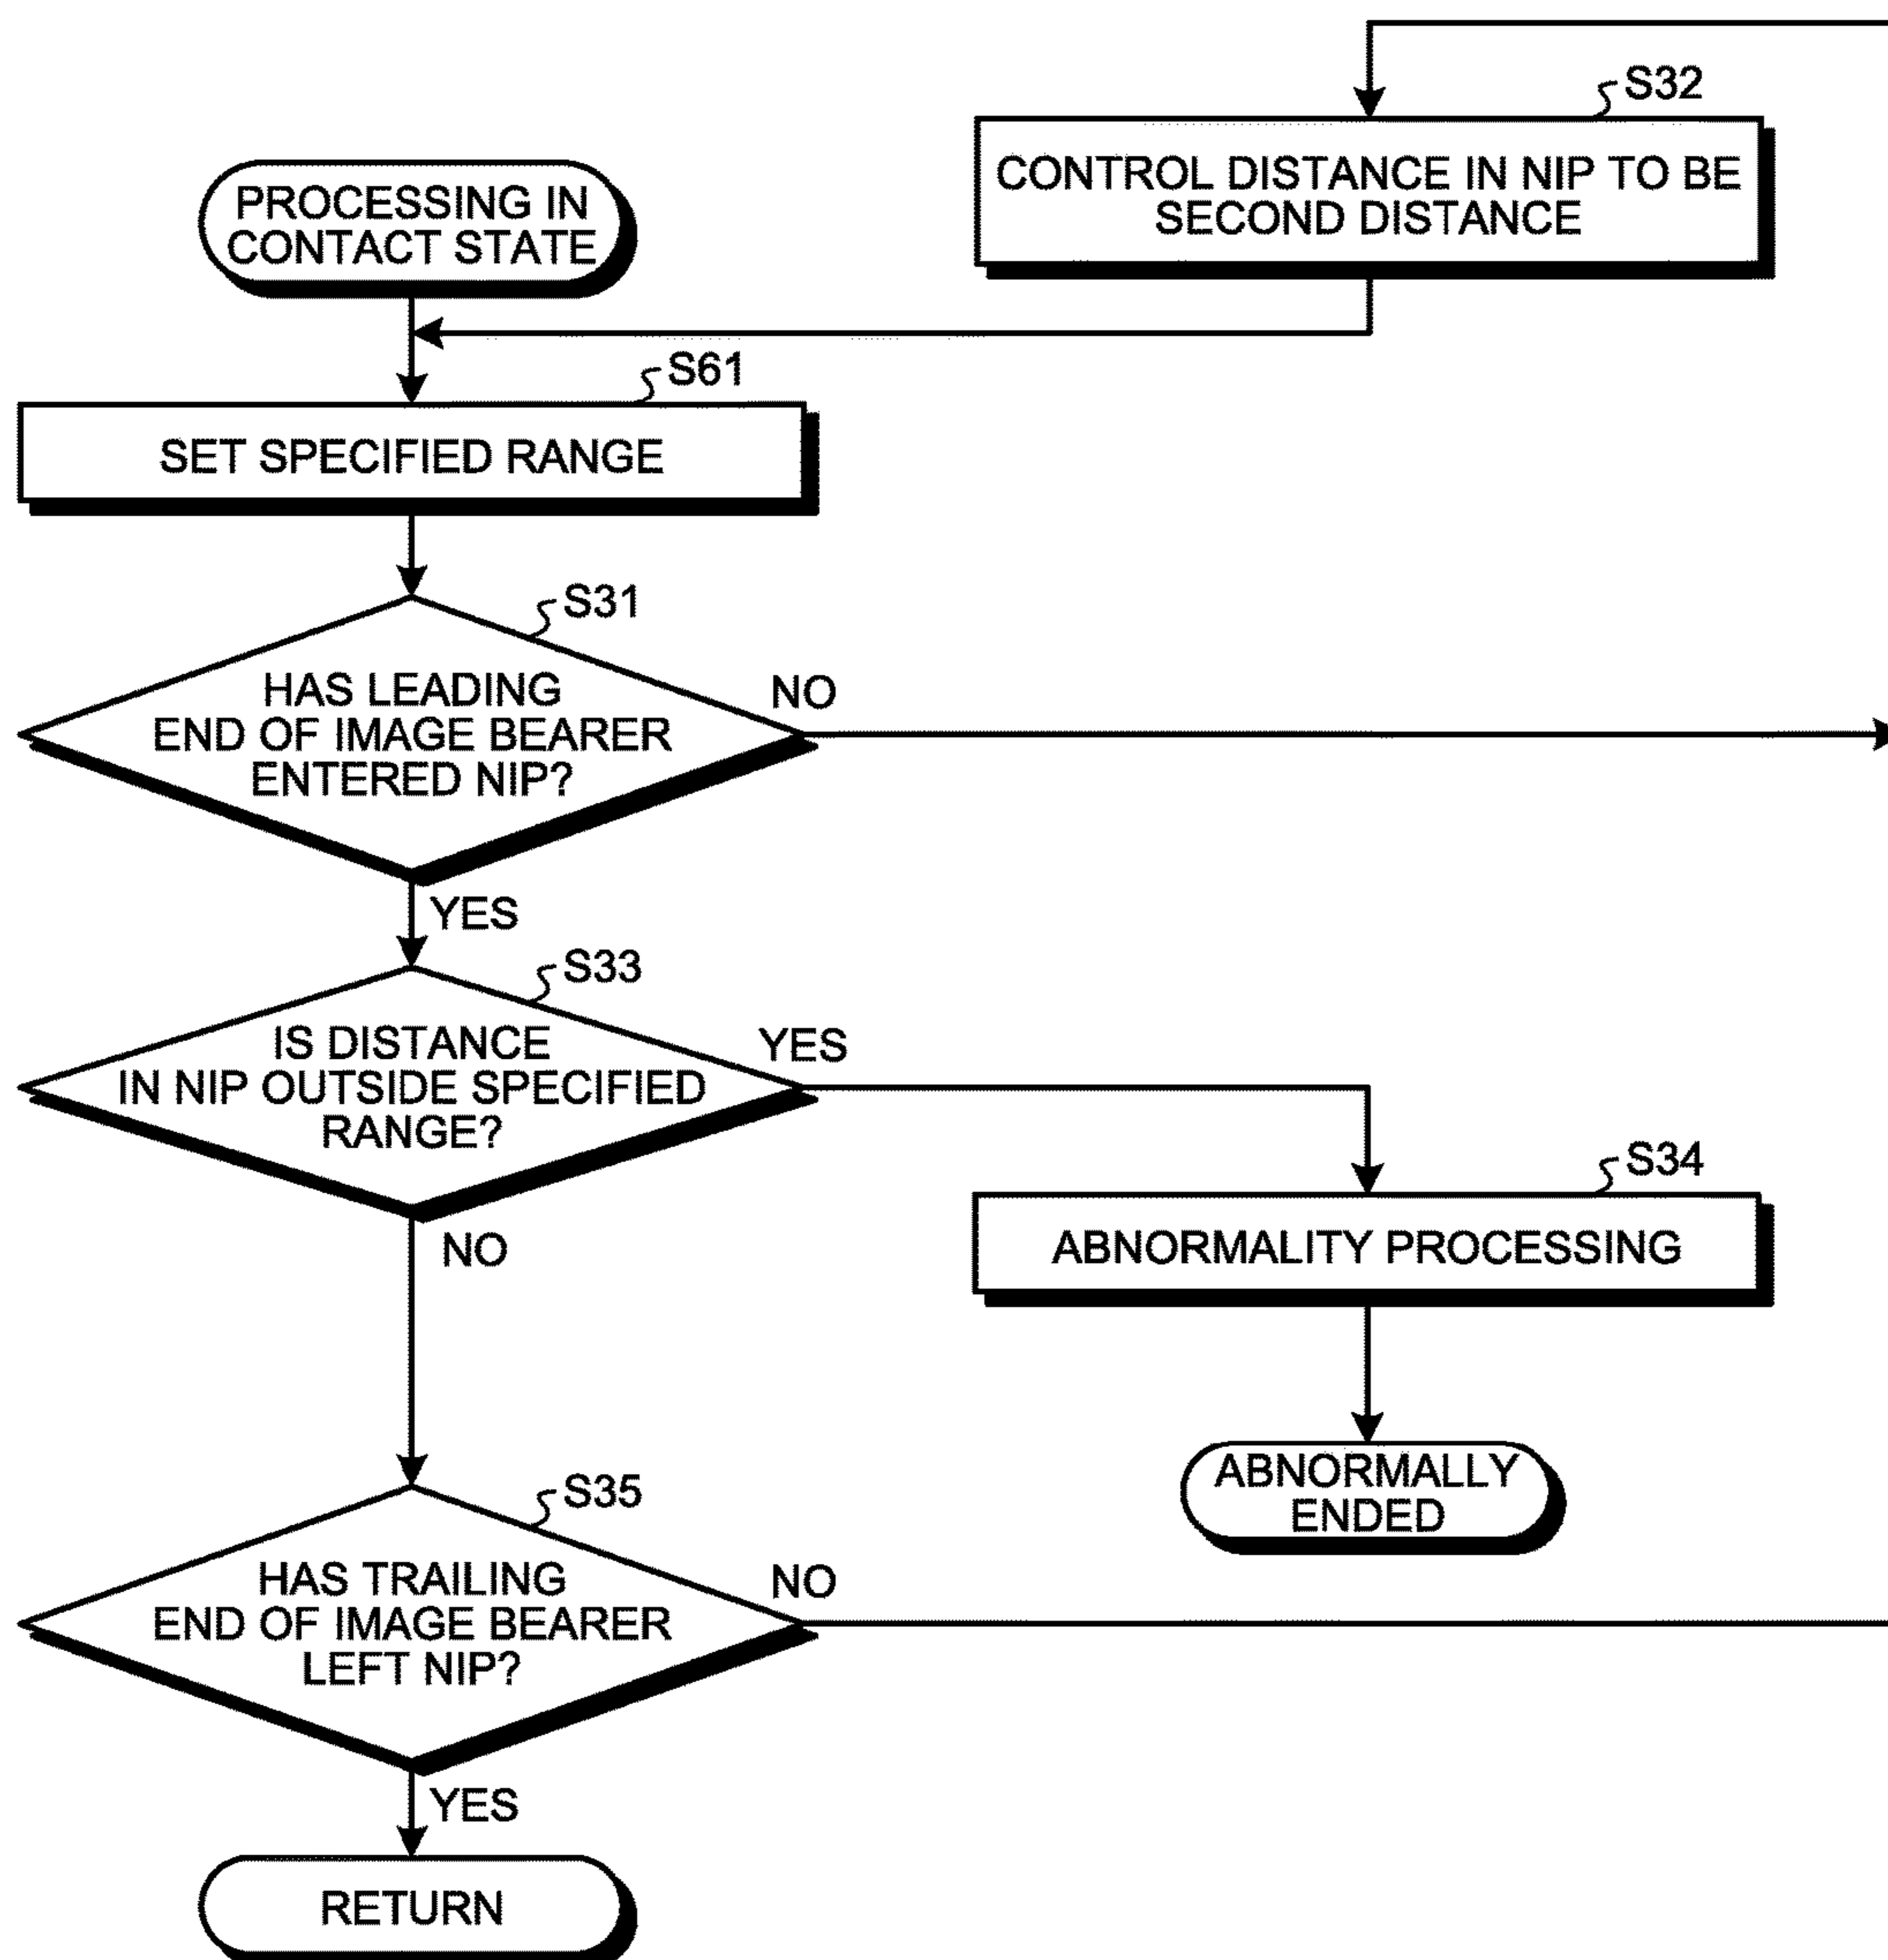 S32
CONTROL DISTANCE IN NIP TO BE
SECOND DISTANCE
PROCESSING IN
CONTACT STATE
S61
SET SPECIFIED RANGE
S31
HAS LEADING
END OF IMAGE BEARER
ENTERED NIP?
NO
YES
S33
IS DISTANCE
IN NIP OUTSIDE SPECIFIED
RANGE?
YES
NO
S34
ABNORMALITY PROCESSING
ABNORMALLY
ENDED
S35
HAS TRAILING
END OF IMAGE BEARER
LEFT NIP?
NO
YES
RETURN